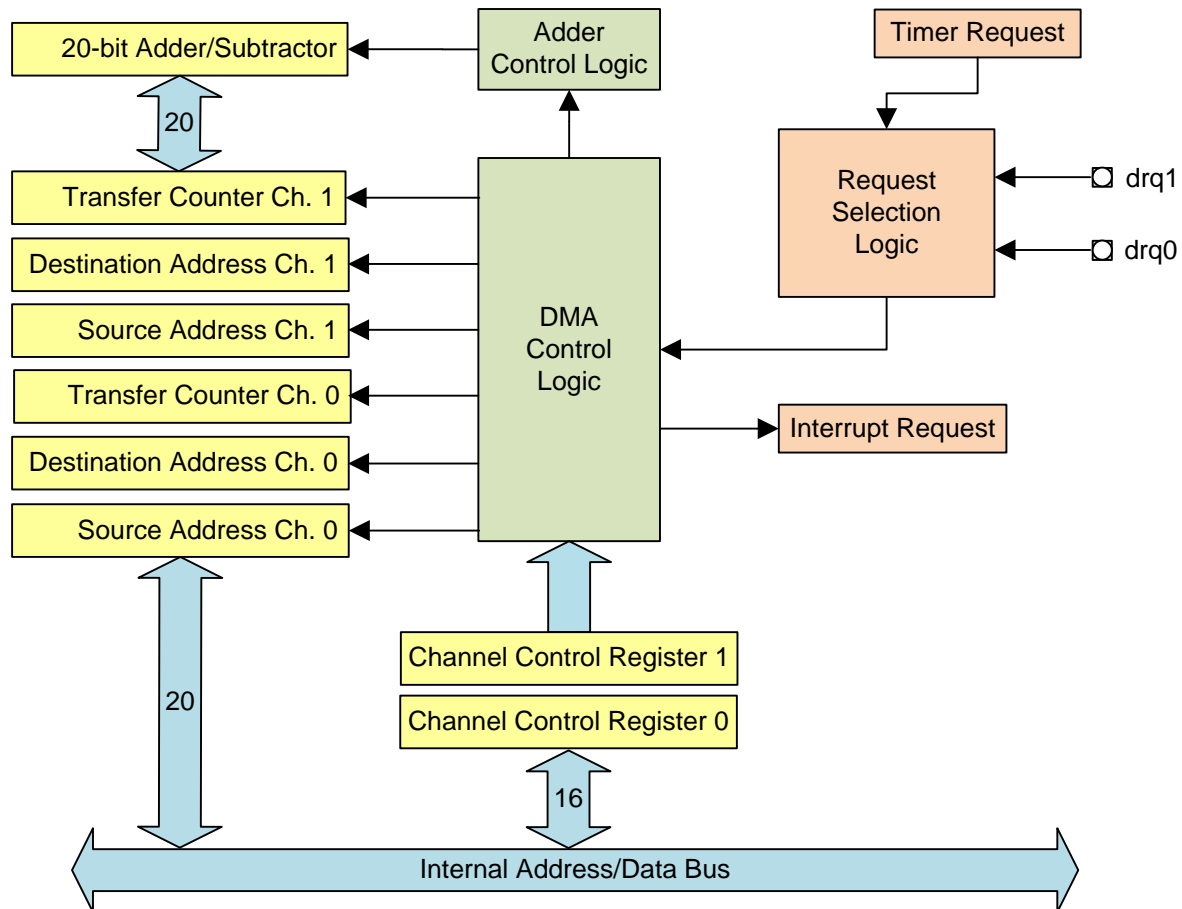 20-bit Adder/Subtractor
Adder
Control Logic
Timer Request
20
Transfer Counter Ch. 1
Destination Address Ch. 1
Source Address Ch. 1
Transfer Counter Ch. 0
Destination Address Ch. 0
Source Address Ch. 0
DMA
Control
Logic
Request
Selection
Logic
drq1
drq0
Interrupt Request
Channel Control Register 1
Channel Control Register 0
20
16
Internal Address/Data Bus